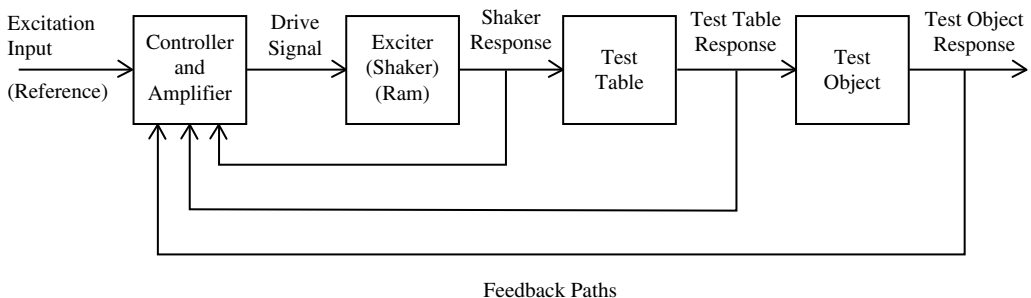 Excitation
Input
(Reference)
Controller
and
Amplifier
Drive
Signal
Exciter
(Shaker)
(Ram)
Shaker
Response
Test
Table
Test Table
Response
Test
Object
Test Object
Response
Feedback Paths